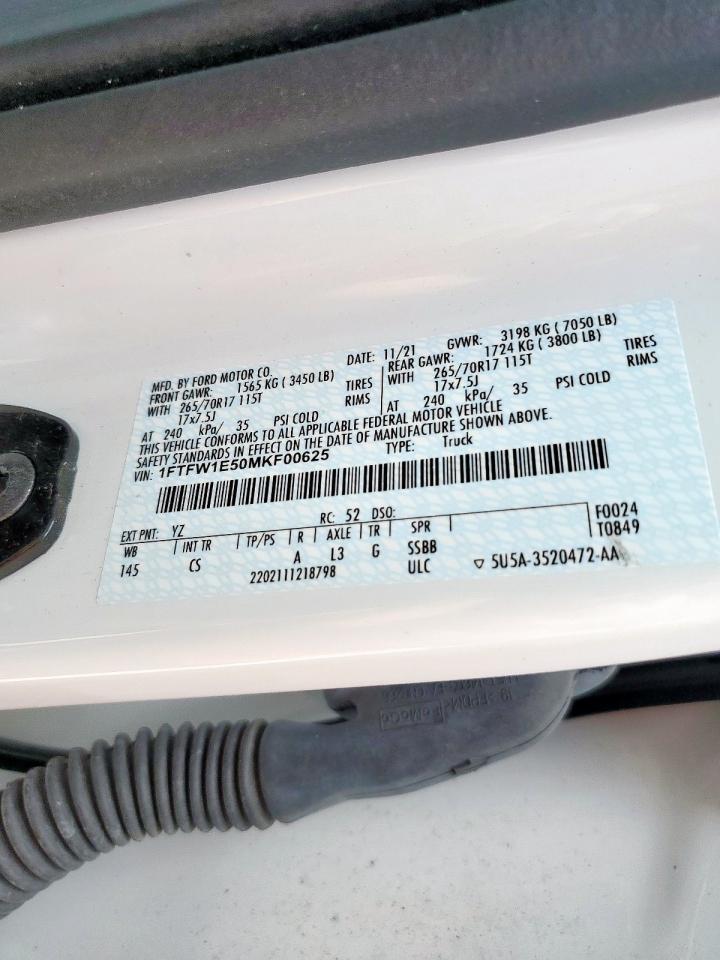 MFD. BY FORD MOTOR CO.
DATE: 11/21 GVWR: 3198 KG ( 7050 LB)
FRONT GAWR: 1565 KG ( 3450 LB)
REAR GAWR: 1724 KG ( 3800 LB)
WITH 265/70R17 115T TIRES
WITH 265/70R17 115T TIRES
17x7.5J RIMS
17x7.5J RIMS
AT 240 kPa/ 35 PSI COLD
AT 240 kPa/ 35 PSI COLD
THIS VEHICLE CONFORMS TO ALL APPLICABLE FEDERAL MOTOR VEHICLE
SAFETY STANDARDS IN EFFECT ON THE DATE OF MANUFACTURE SHOWN ABOVE.
VIN: 1FTFW1E50MKF00625 TYPE: Truck
EXT PNT: YZ RC: 52 DSO: F0024
WB INT TR TP/PS R AXLE TR SPR T0849
145 CS A L3 G SSBB
2202111218798 ULC ▽ 5U5A-3520472-AA
FoMoCo